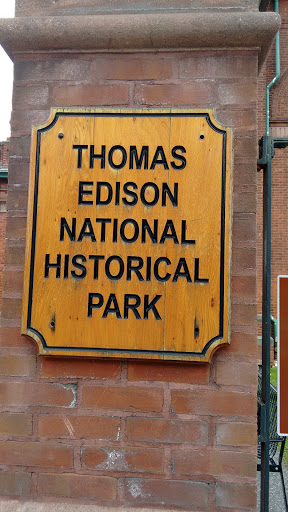 THOMAS
EDISON
NATIONAL
HISTORICAL
PARK